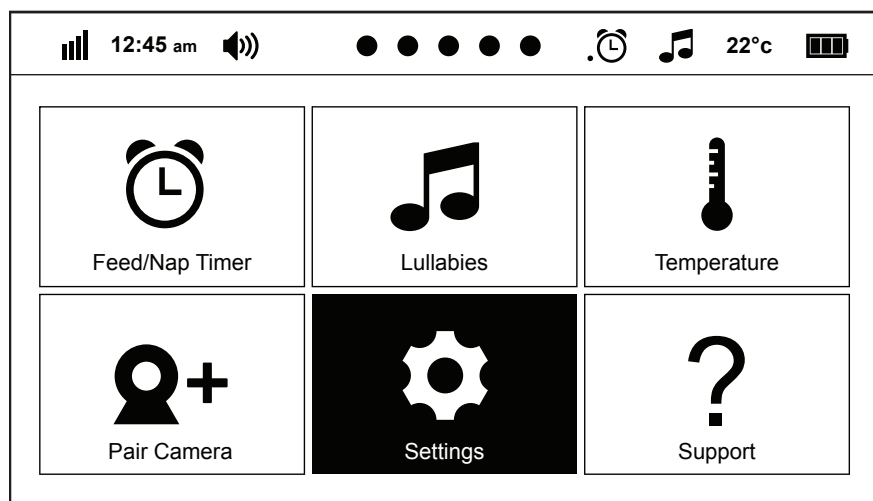 12:45 am 22°c
Feed/Nap Timer Lullabies Temperature
Pair Camera Settings Support